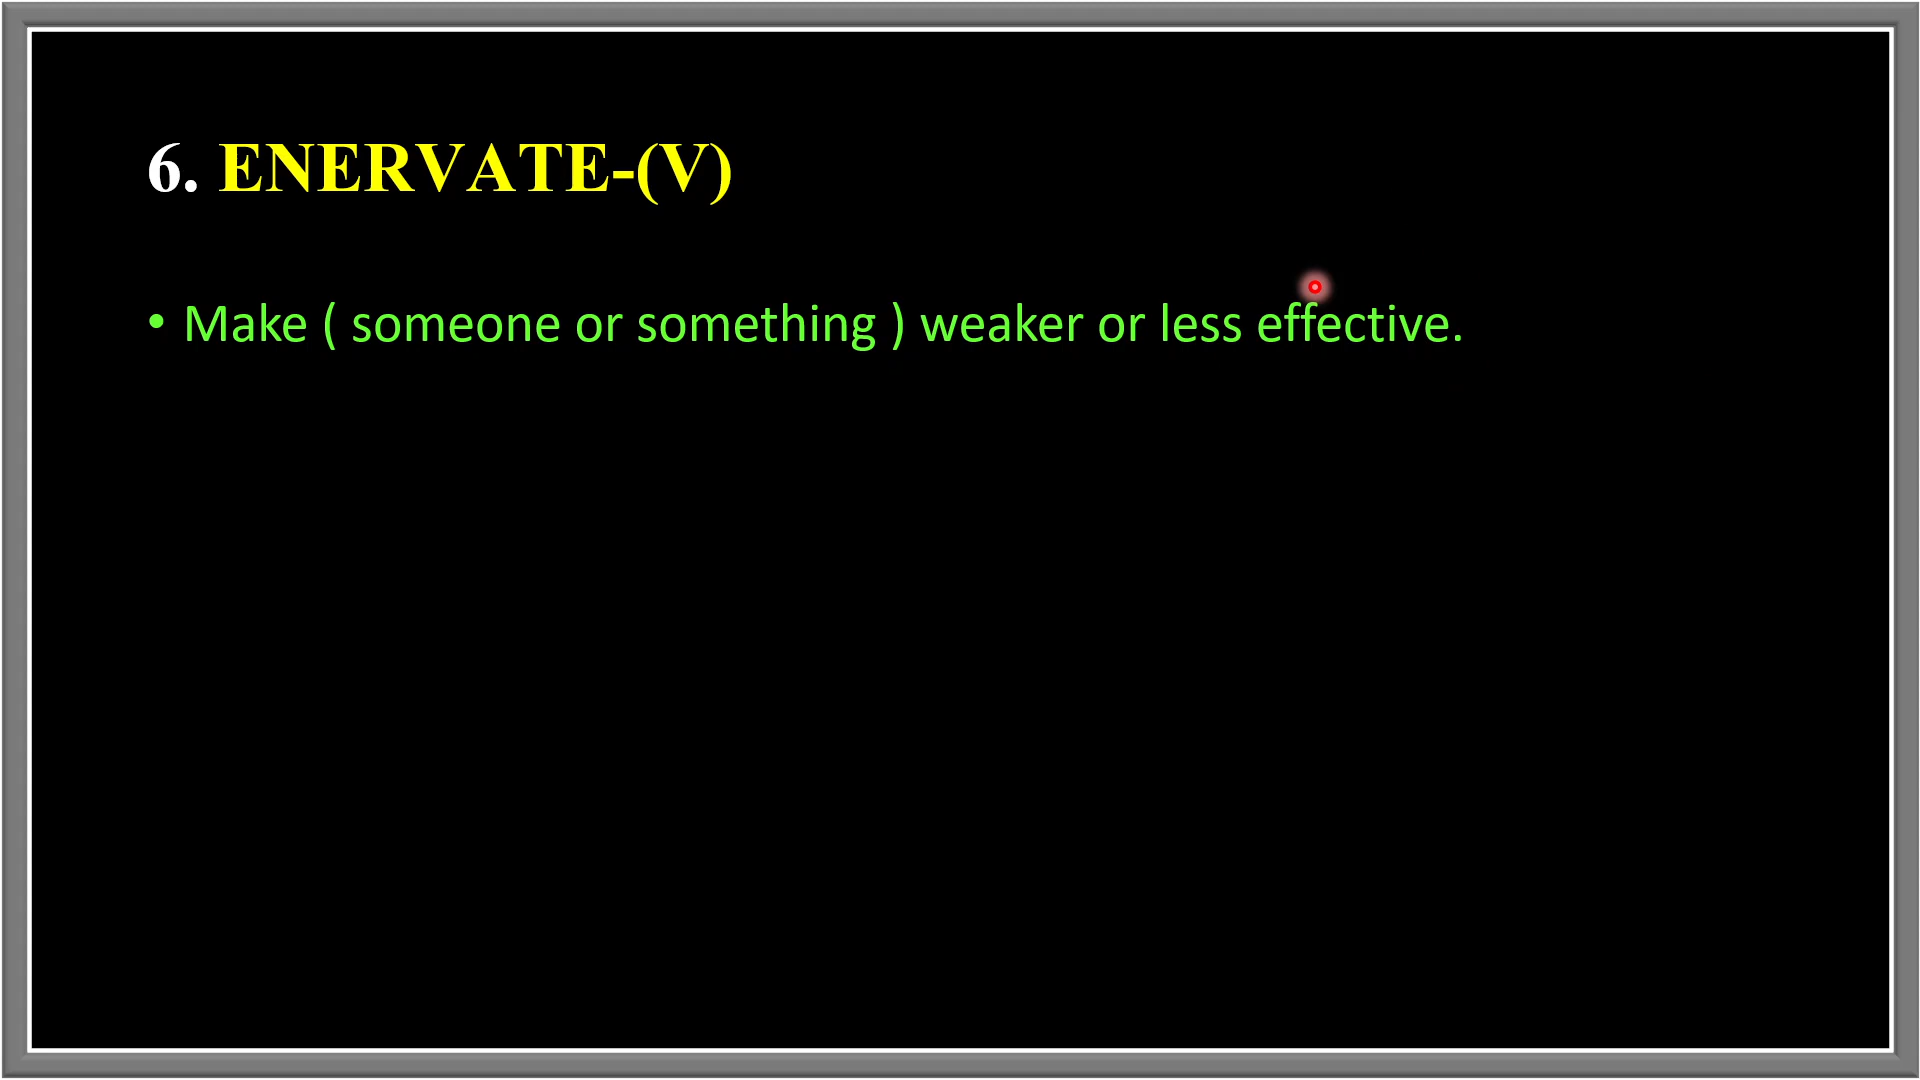 6. ENERVATE-(V)
• Make ( someone or something ) weaker or less effective.